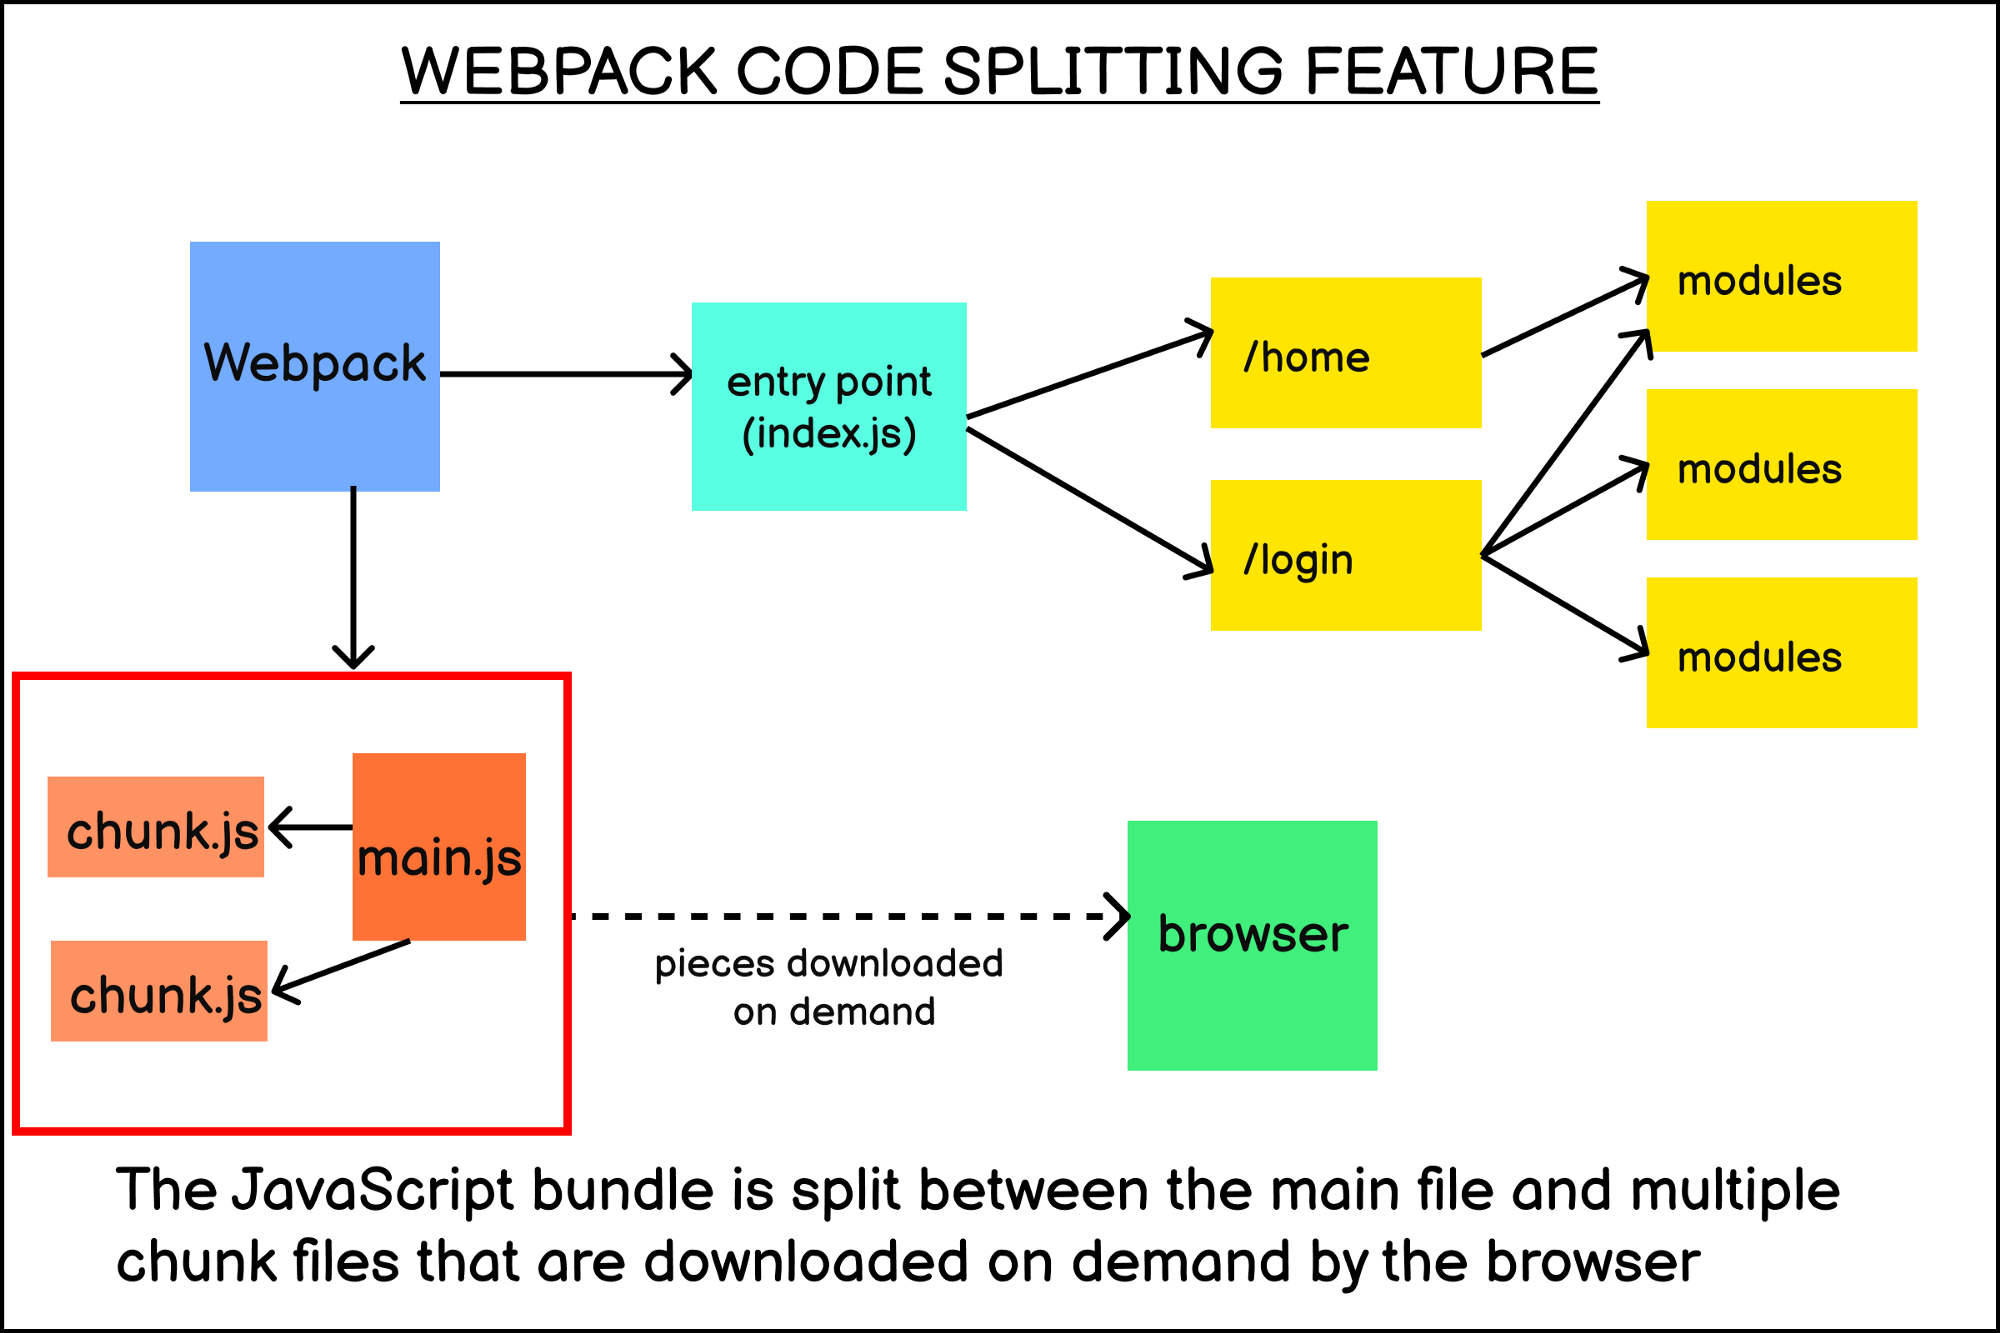 WEBPACK CODE SPLITTING FEATURE
Webpack
entry point
(index.js)
/home
/login
modules
modules
modules
chunk.js
main.js
chunk.js
pieces downloaded
on demand
browser
The JavaScript bundle is split between the main file and multiple
chunk files that are downloaded on demand by the browser